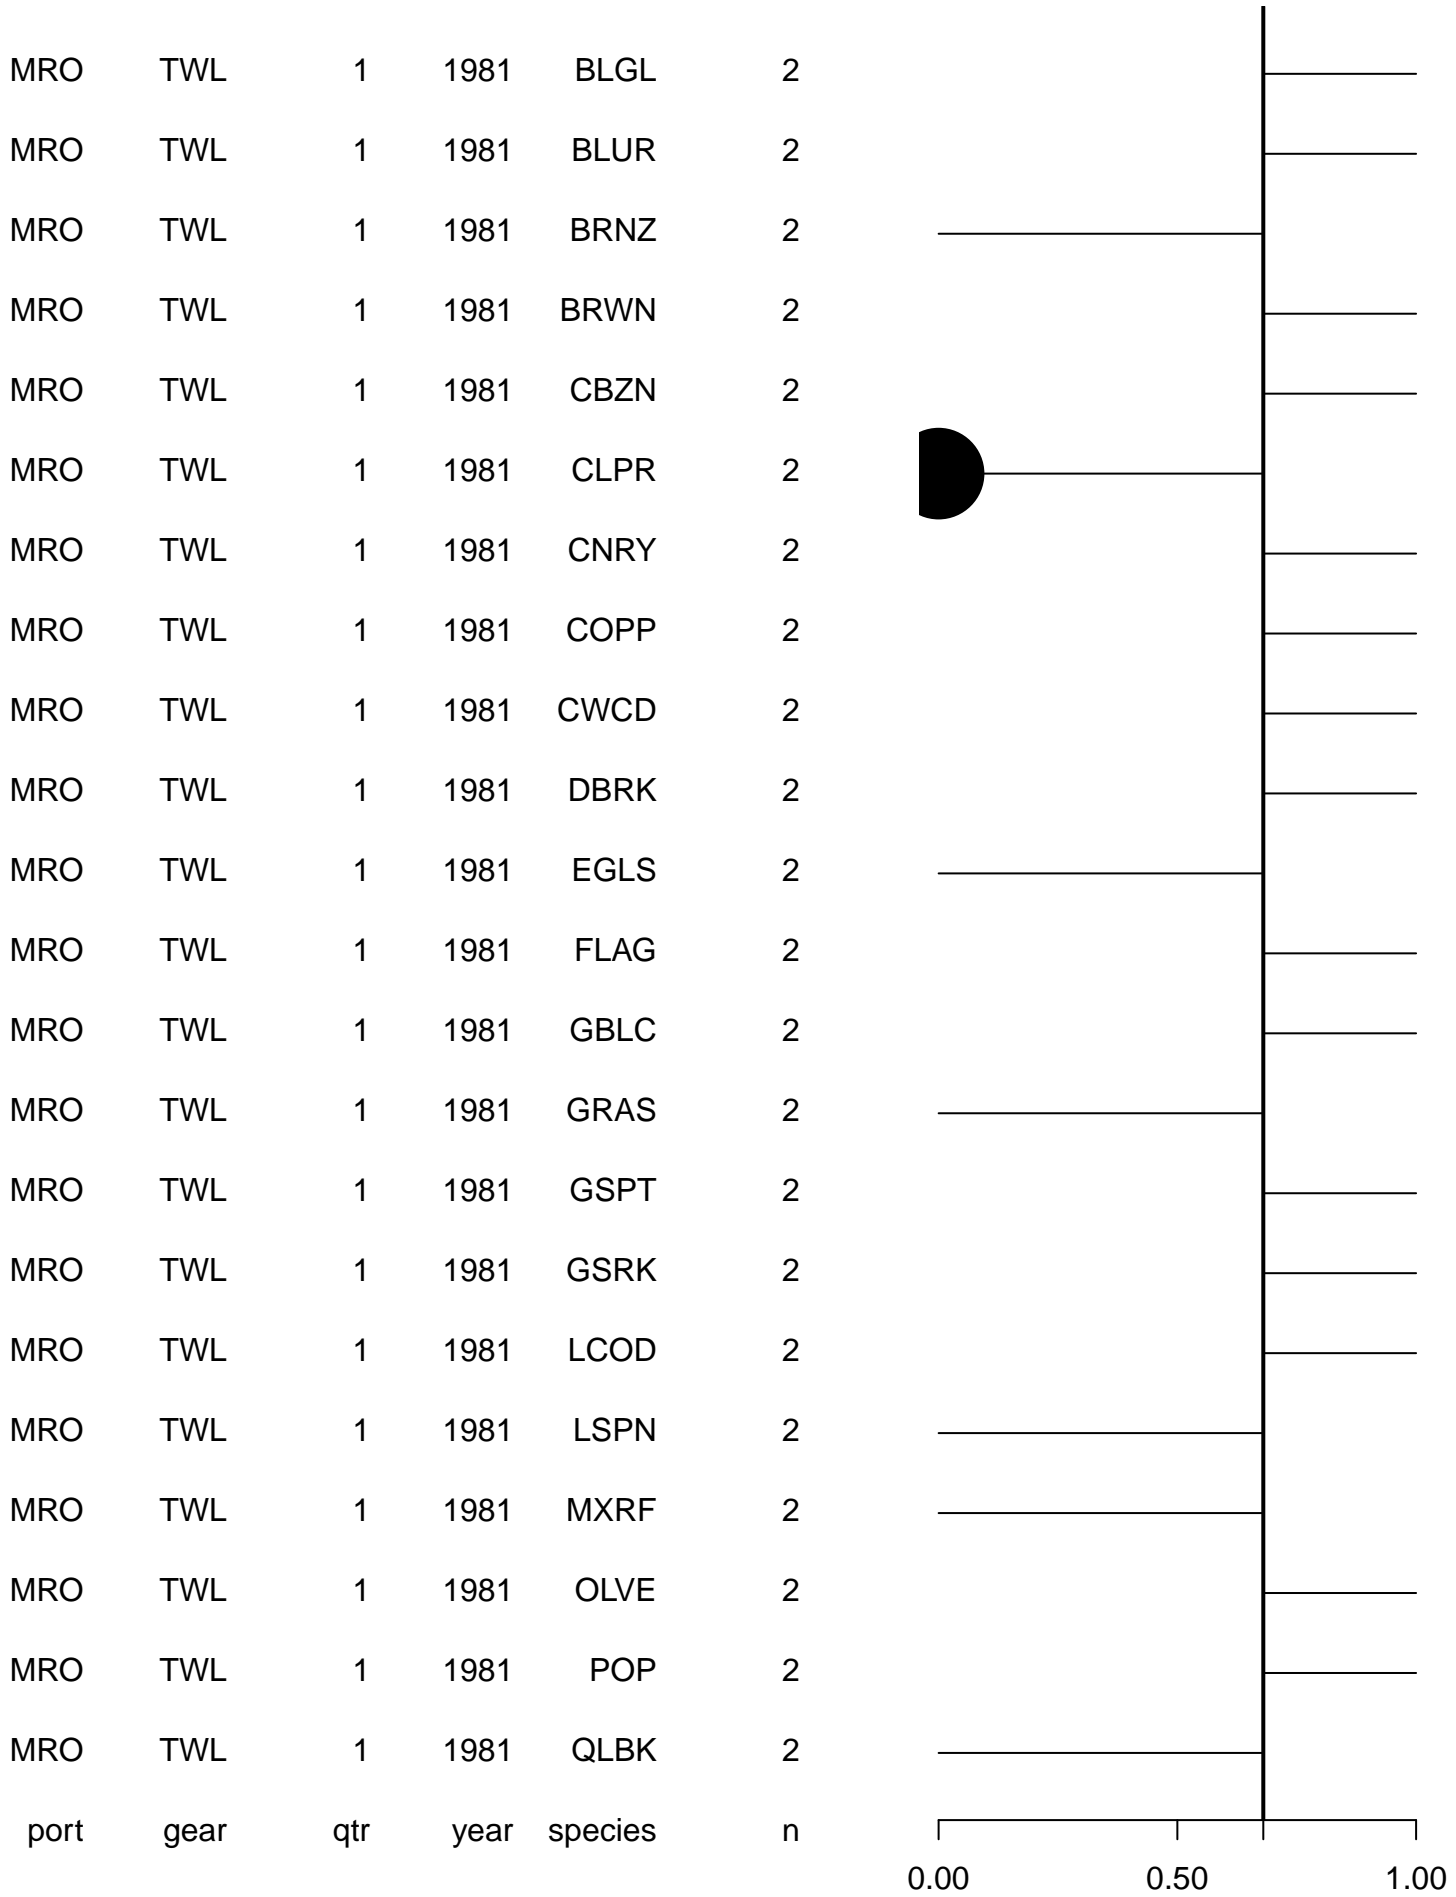 MRO TWL 1 1981 BLGL 2
MRO TWL 1 1981 BLUR 2
MRO TWL 1 1981 BRNZ 2
MRO TWL 1 1981 BRWN 2
MRO TWL 1 1981 CBZN 2
MRO TWL 1 1981 CLPR 2
MRO TWL 1 1981 CNRY 2
MRO TWL 1 1981 COPP 2
MRO TWL 1 1981 CWCD 2
MRO TWL 1 1981 DBRK 2
MRO TWL 1 1981 EGLS 2
MRO TWL 1 1981 FLAG 2
MRO TWL 1 1981 GBLC 2
MRO TWL 1 1981 GRAS 2
MRO TWL 1 1981 GSPT 2
MRO TWL 1 1981 GSRK 2
MRO TWL 1 1981 LCOD 2
MRO TWL 1 1981 LSPN 2
MRO TWL 1 1981 MXRF 2
MRO TWL 1 1981 OLVE 2
MRO TWL 1 1981 POP 2
MRO TWL 1 1981 QLBK 2
port gear qtr year species n
0.00 0.50 1.00